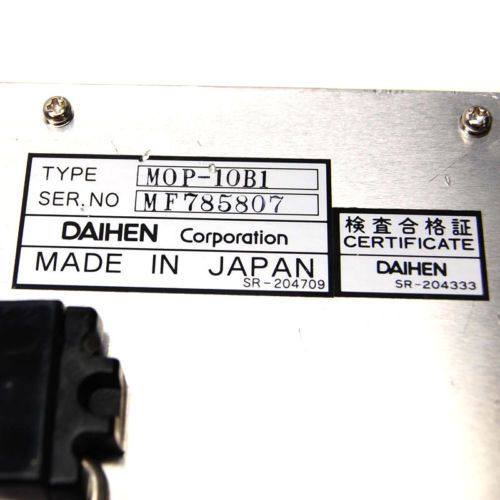 TYPE MOP-10B1
SER.NO MF785807
DAIHEN Corporation
MADE IN JAPAN
SR-204709
検査合格証
CERTIFICATE
DAIHEN
SR-204333